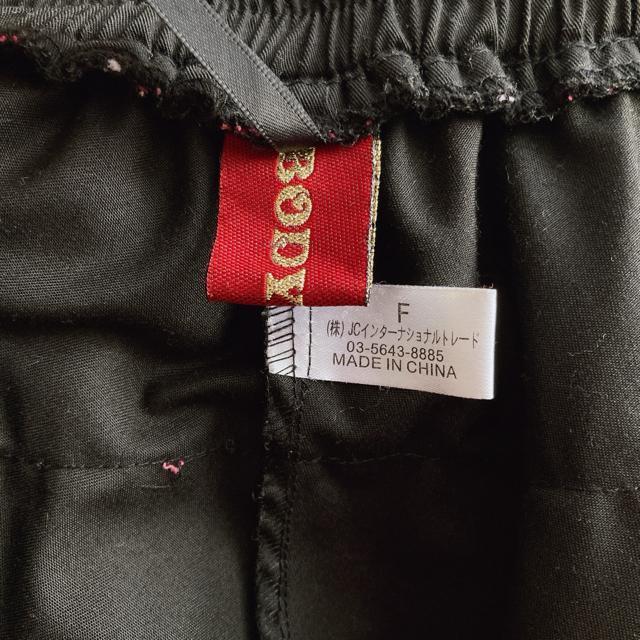 BODY
F
(株) JCインターナショナルトレード
03-5643-8885
MADE IN CHINA